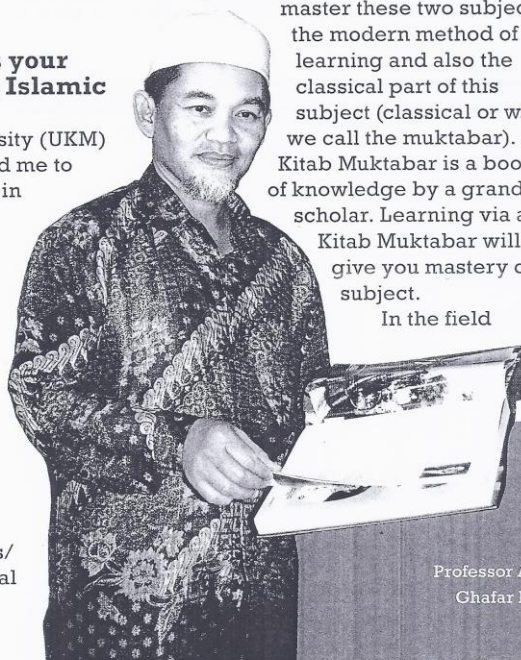 your
Islamic
sity (UKM)
d me to
in
s/
al
master these two subjec
the modern method of
learning and also the
classical part of this
subject (classical or w
we call the muktabar).
Kitab Muktabar is a boo
of knowledge by a grand
scholar. Learning via a
Kitab Muktabar will
give you mastery o
subject.
In the field
Professor A
Ghafar